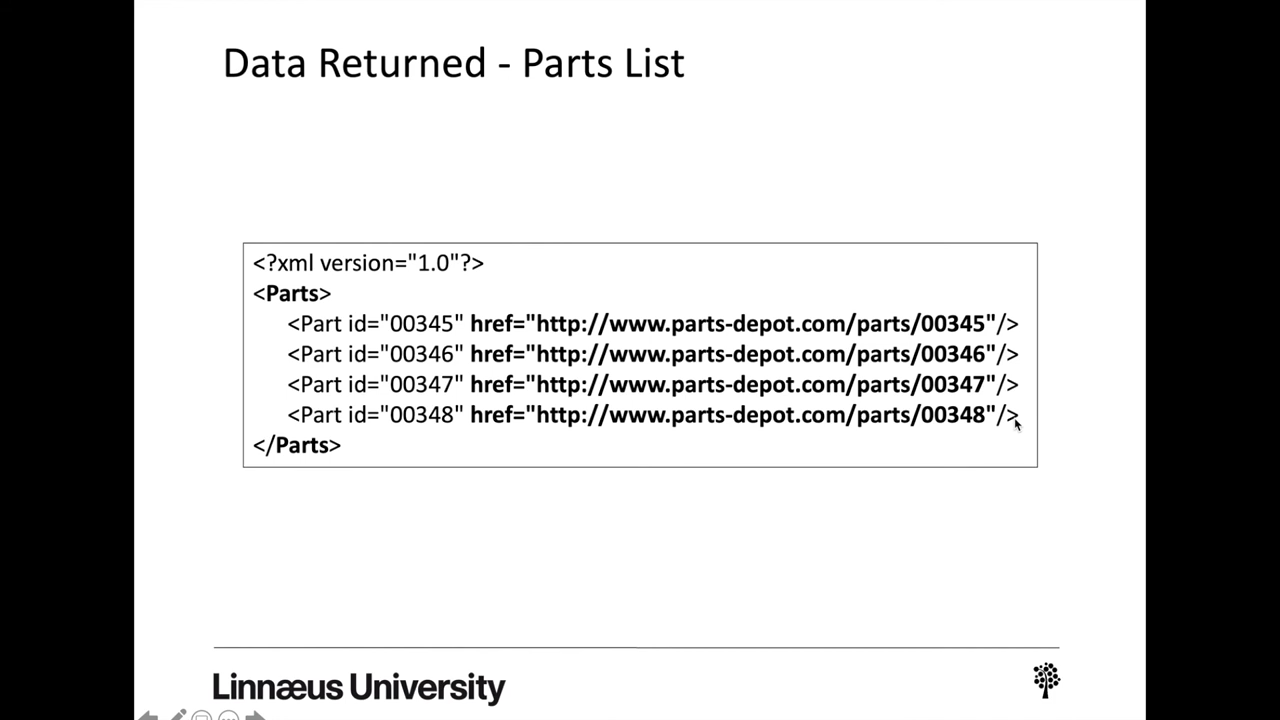 Data Returned - Parts List
<?xml version="1.0"?>
<Parts>
<Part id="00345" href="http://www.parts-depot.com/parts/00345"/>
<Part id="00346" href="http://www.parts-depot.com/parts/00346"/>
<Part id="00347" href="http://www.parts-depot.com/parts/00347"/>
<Part id="00348" href="http://www.parts-depot.com/parts/00348"/>
</Parts>
Linnæus University